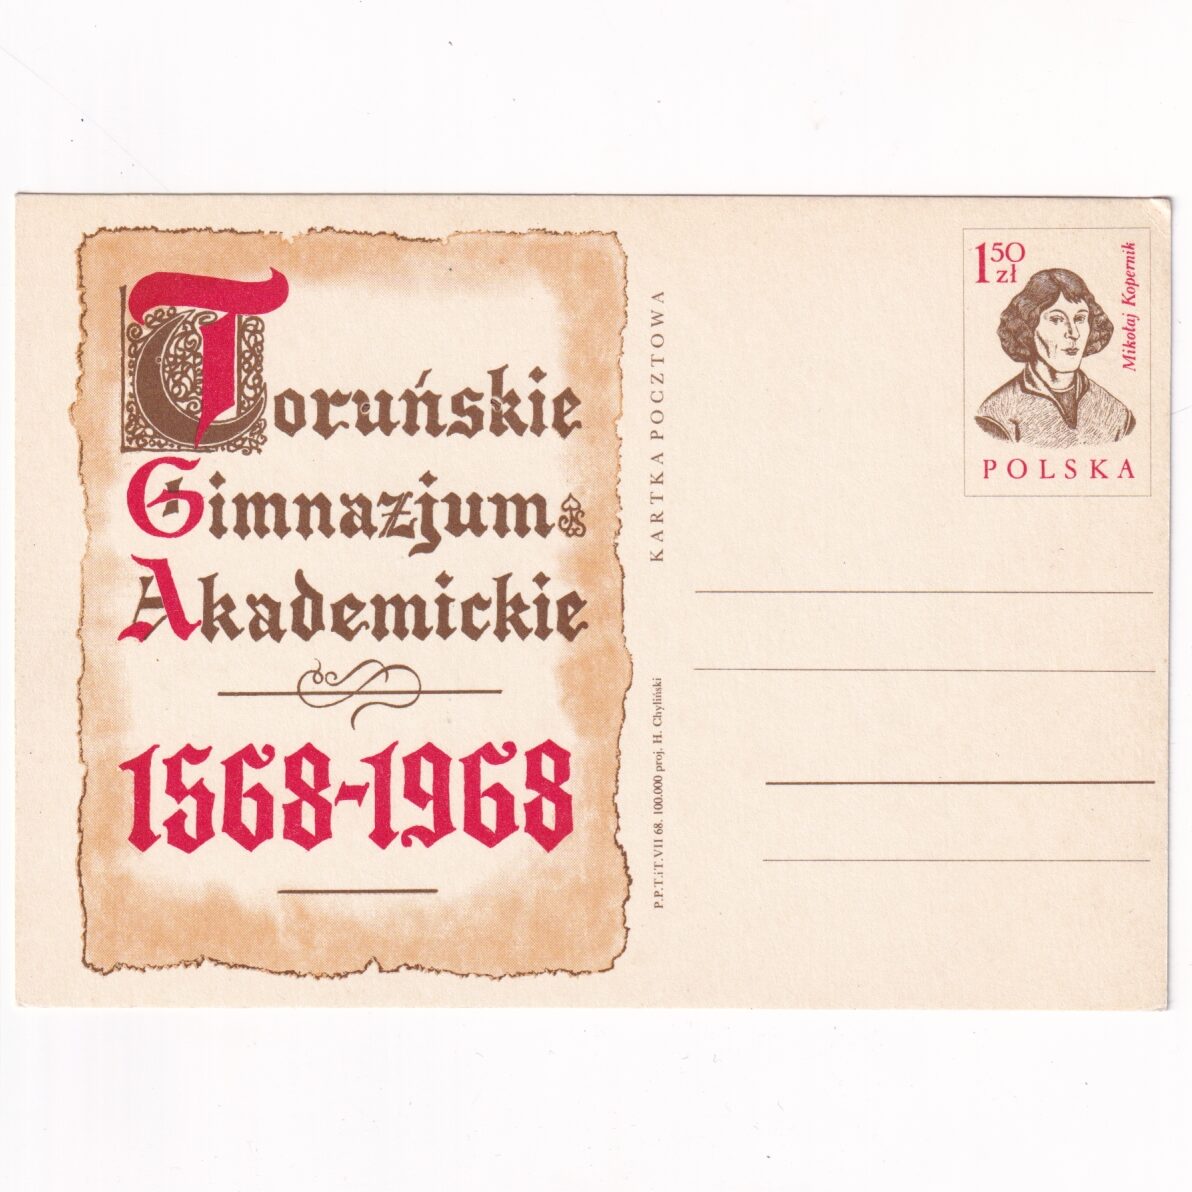 Toruńskie
Gimnazjum
Akademickie
1568-1968
KARTKA POCZTOWA
P.P.T.iT.VII 68. 100.000 proj. H. Chyliński
1 50 zł
Mikołaj Kopernik
POLSKA